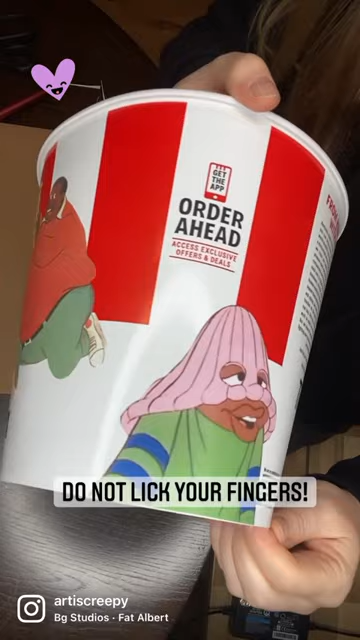 GET
THE
APP
ORDER
AHEAD
ACCESS EXCLUSIVE
OFFERS & DEALS
DO NOT LICK YOUR FINGERS!
artiscreepy
Bg Studios · Fat Albert